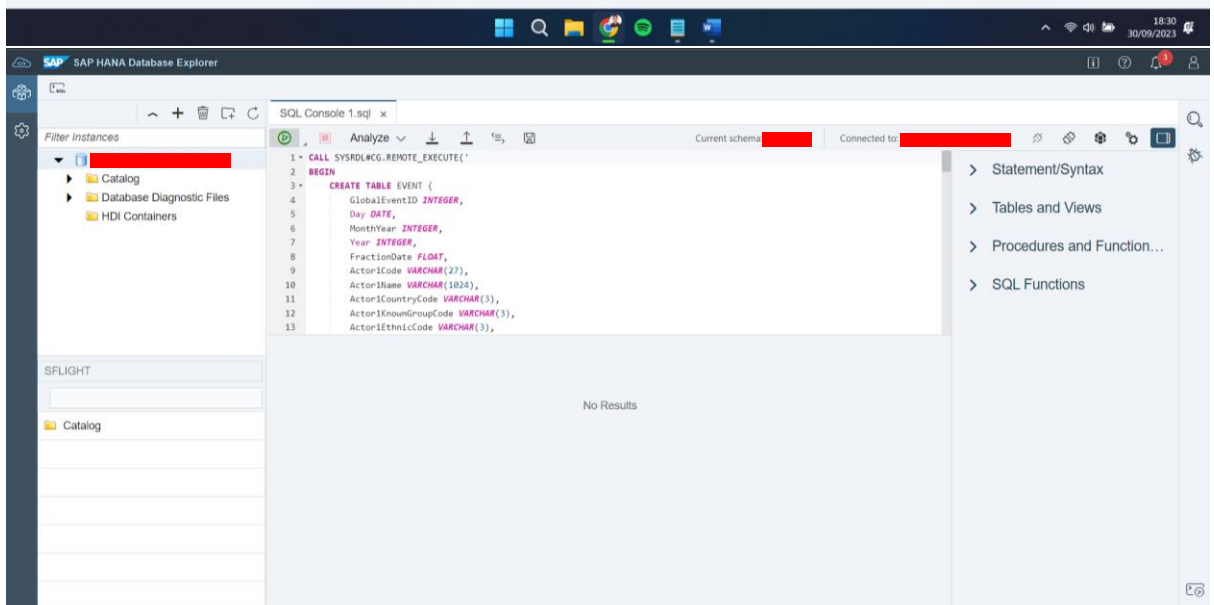 18:30
30/09/2023
SAP SAP HANA Database Explorer
3
SQL Console 1.sql x
Filter Instances
Analyze
Current schema:
Connected to:
Catalog
Database Diagnostic Files
HDI Containers
1 CALL SYSRDL#CG.REMOTE_EXECUTE('
2 BEGIN
3 CREATE TABLE EVENT (
4 GlobalEventID INTEGER,
5 Day DATE,
6 MonthYear INTEGER,
7 Year INTEGER,
8 FractionDate FLOAT,
9 Actor1Code VARCHAR(27),
10 Actor1Name VARCHAR(1024),
11 Actor1CountryCode VARCHAR(3),
12 Actor1KnownGroupCode VARCHAR(3),
13 Actor1EthnicCode VARCHAR(3),
Statement/Syntax
Tables and Views
Procedures and Function...
SQL Functions
SFLIGHT
No Results
Catalog